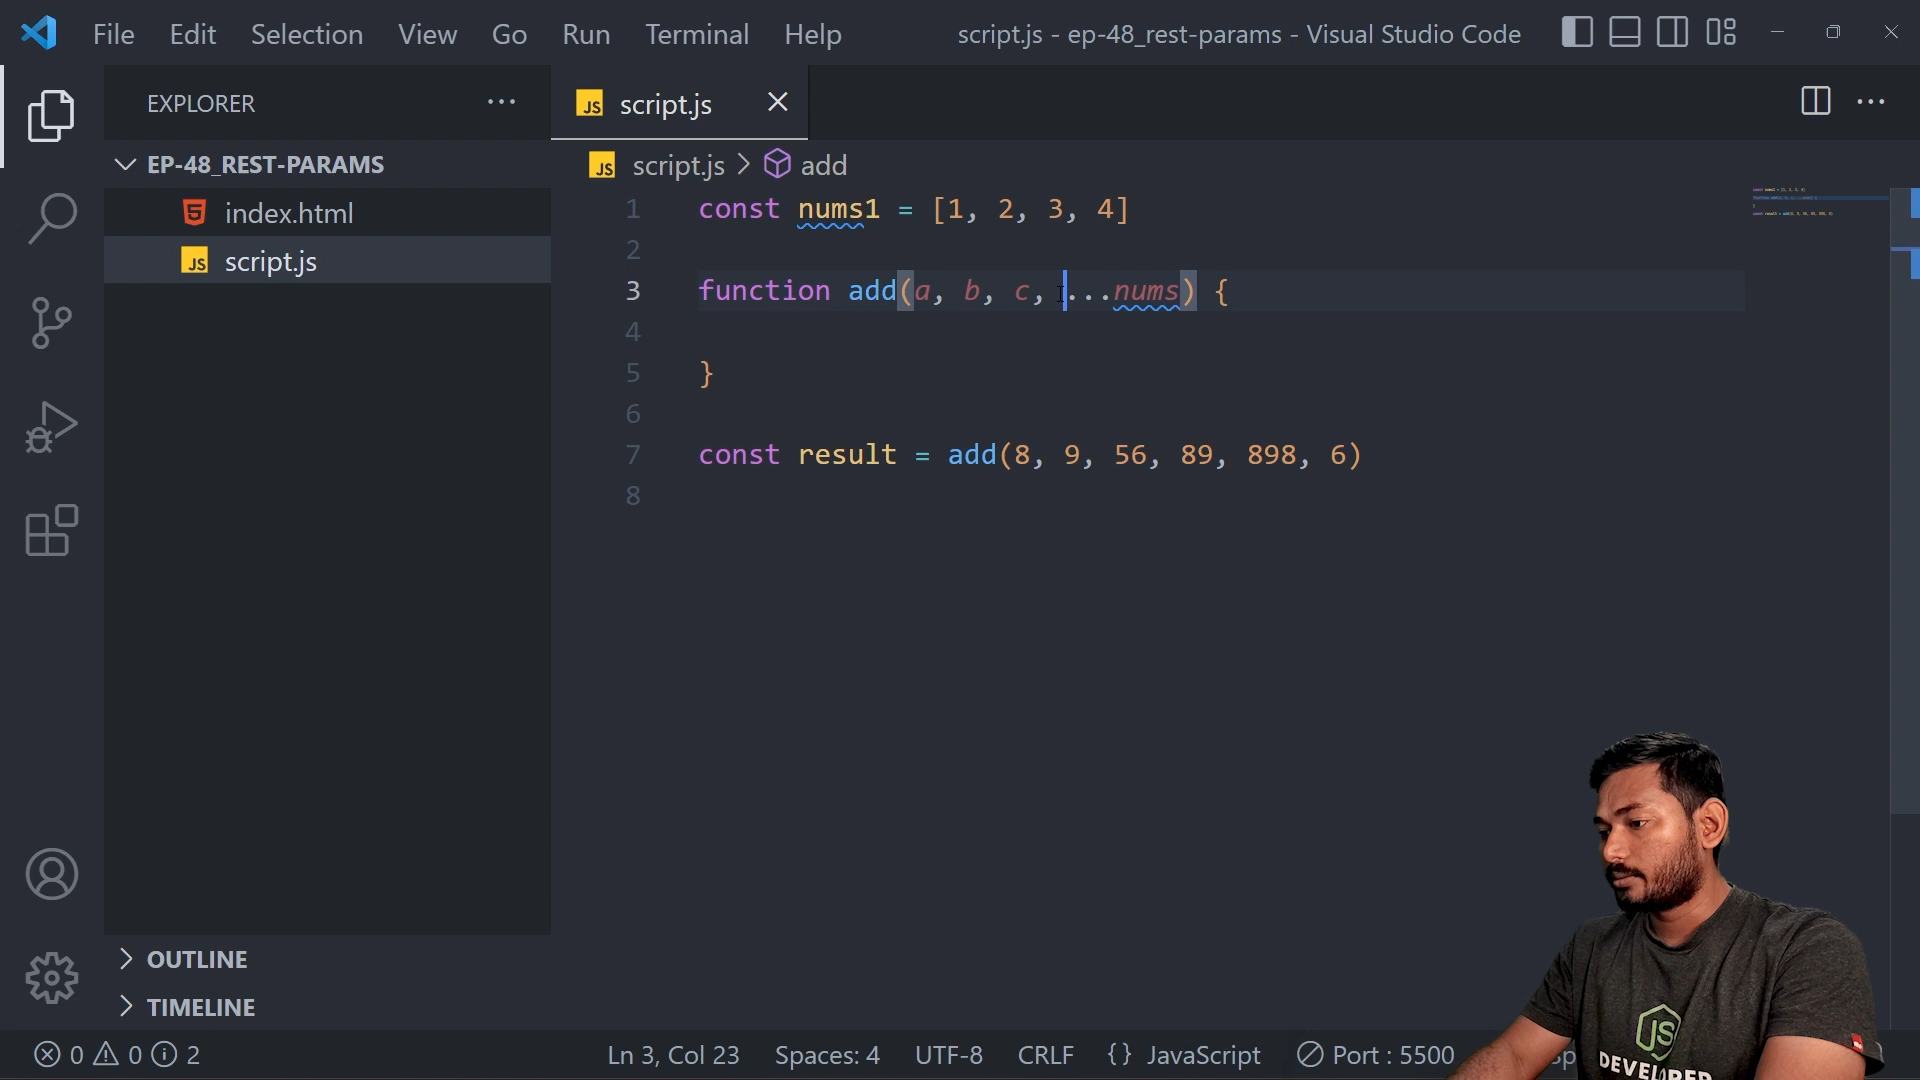 File Edit Selection View Go Run Terminal Help script.js - ep-48_rest-params - Visual Studio Code
EXPLORER
EP-48_REST-PARAMS
index.html
JS script.js
OUTLINE
TIMELINE
JS script.js
JS script.js > add
1 const nums1 = [1, 2, 3, 4]
2
3 function add(a, b, c, ...nums) {
4
5 }
6
7 const result = add(8, 9, 56, 89, 898, 6)
8
0 0 2 Ln 3, Col 23 Spaces: 4 UTF-8 CRLF {} JavaScript Port : 5500
JS
DEVELOPER